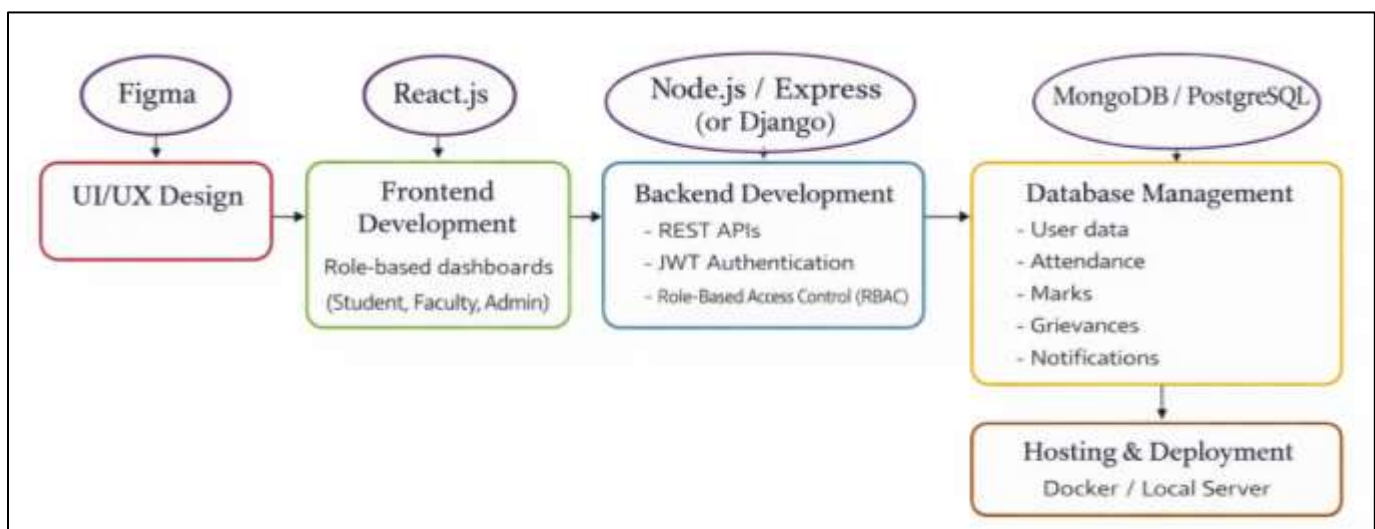 Figma
React.js
Node.js / Express
(or Django)
MongoDB / PostgreSQL
UI/UX Design
Frontend
Development
Role-based dashboards
(Student, Faculty, Admin)
Backend Development
- REST APIs
- JWT Authentication
- Role-Based Access Control (RBAC)
Database Management
- User data
- Attendance
- Marks
- Grievances
- Notifications
Hosting & Deployment
Docker / Local Server